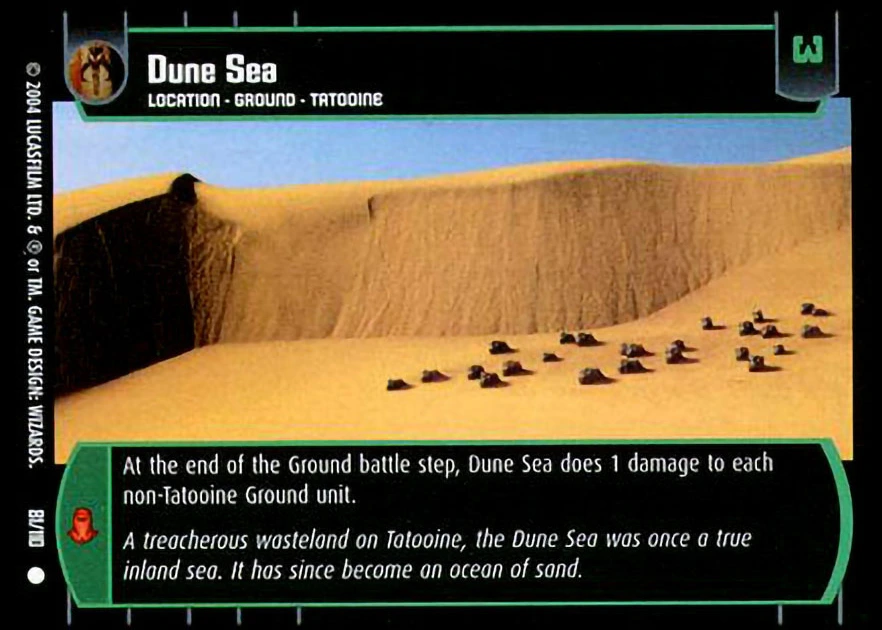 Dune Sea
LOCATION - GROUND - TATOOINE
At the end of the Ground battle step, Dune Sea does 1 damage to each
non-Tatooine Ground unit.
A treacherous wasteland on Tatooine, the Dune Sea was once a true
inland sea. It has since become an ocean of sand.
© 2004 LUCASFILM LTD. & ® or TM. GAME DESIGN: WIZARDS.
81/110
3